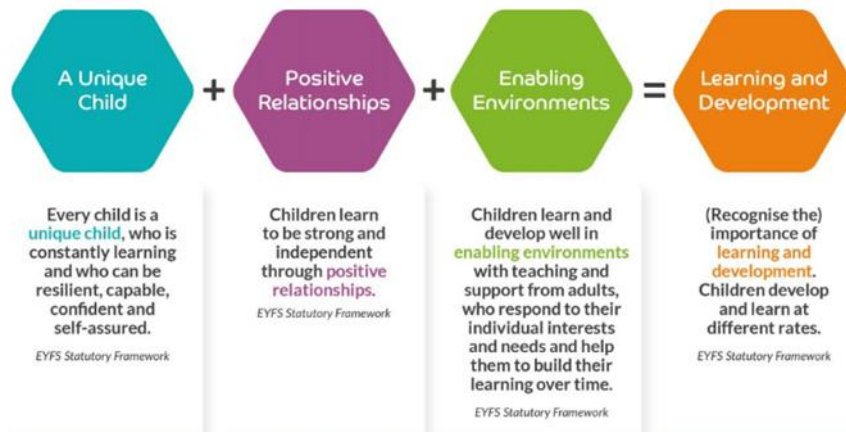 A Unique
Child
+
Positive
Relationships
+
Enabling
Environments
=
Learning and
Development
Every child is a
unique child, who is
constantly learning
and who can be
resilient, capable,
confident and
self-assured.
EYFS Statutory Framework
Children learn
to be strong and
independent
through positive
relationships.
EYFS Statutory Framework
Children learn and
develop well in
enabling environments
with teaching and
support from adults,
who respond to their
individual interests
and needs and help
them to build their
learning over time.
EYFS Statutory Framework
(Recognise the)
importance of
learning and
development.
Children develop
and learn at
different rates.
EYFS Statutory Framework